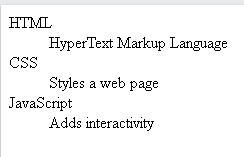 HTML
HyperText Markup Language
CSS
Styles a web page
JavaScript
Adds interactivity